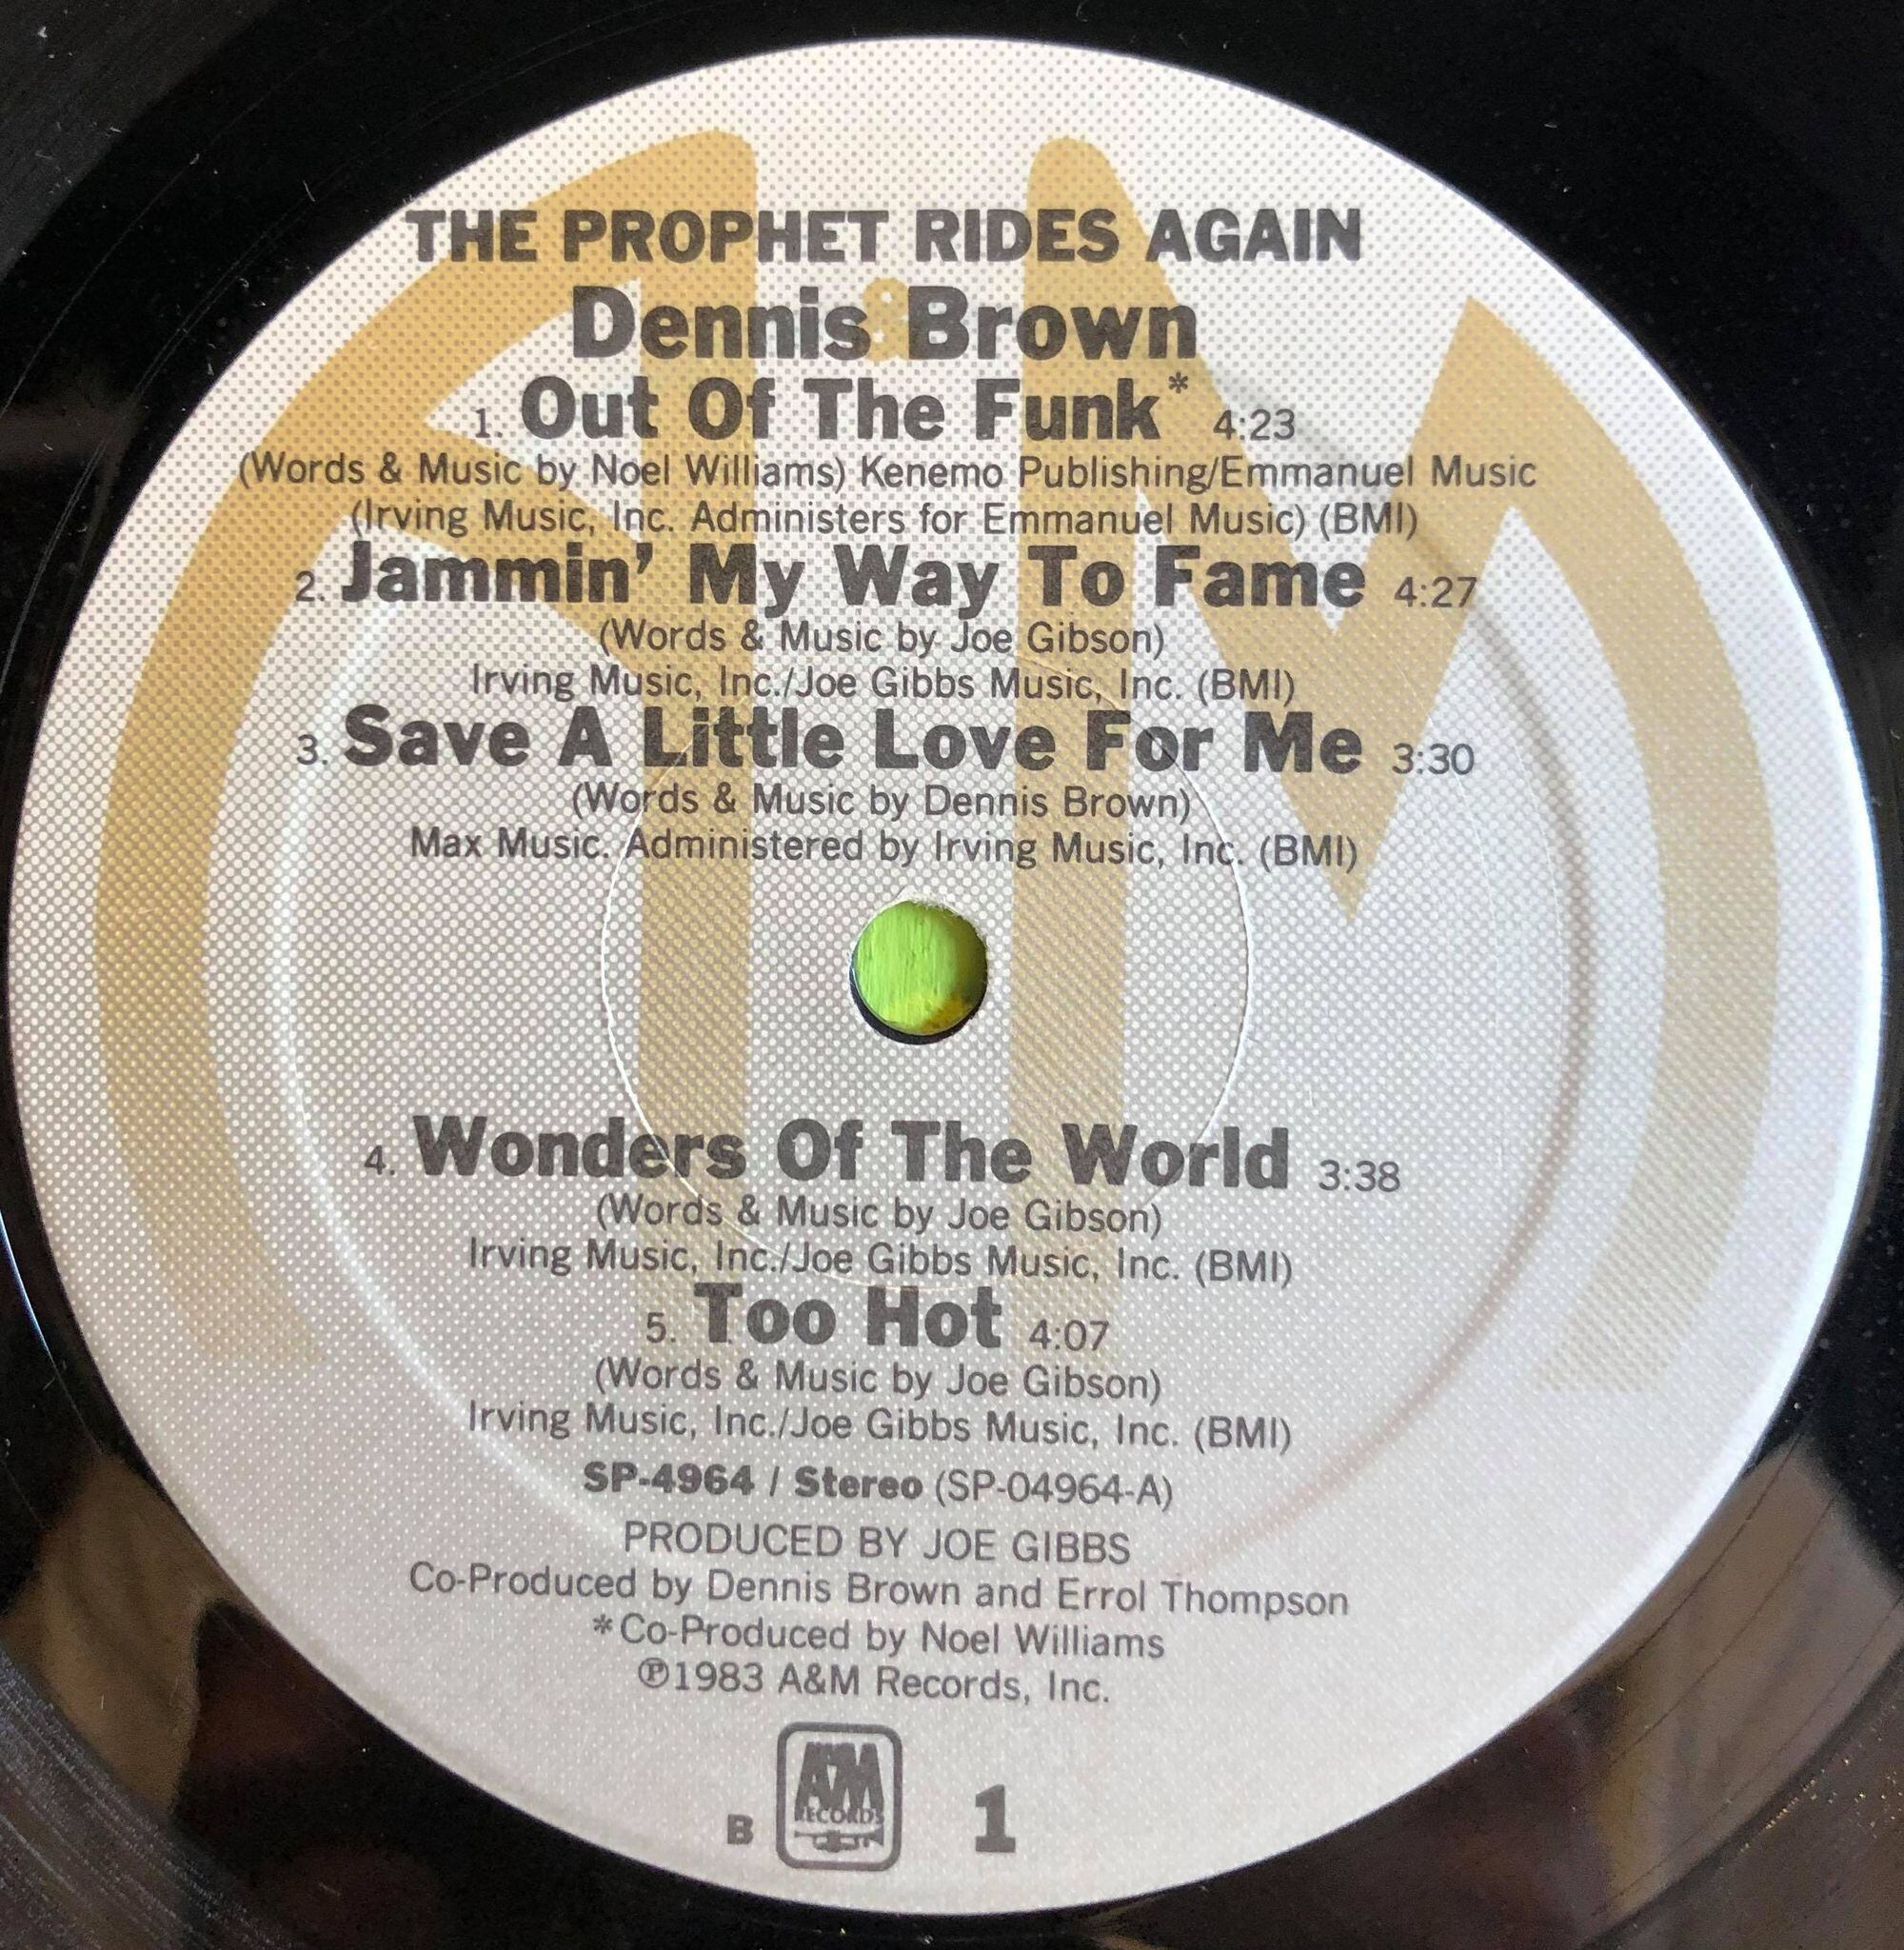 THE PROPHET RIDES AGAIN
Dennis Brown
&
1. Out Of The Funk* 4:23
(Words & Music by Noel Williams) Kenemo Publishing/Emmanuel Music
(Irving Music, Inc. Administers for Emmanuel Music) (BMI)
2. Jammin' My Way To Fame 4:27
(Words & Music by Joe Gibson)
Irving Music, Inc./Joe Gibbs Music, Inc. (BMI)
3. Save A Little Love For Me 3:30
(Words & Music by Dennis Brown)
Max Music. Administered by Irving Music, Inc. (BMI)
4. Wonders Of The World 3:38
(Words & Music by Joe Gibson)
Irving Music, Inc./Joe Gibbs Music, Inc. (BMI)
5. Too Hot 4:07
(Words & Music by Joe Gibson)
Irving Music, Inc./Joe Gibbs Music, Inc. (BMI)
SP-4964 / Stereo (SP-04964-A)
PRODUCED BY JOE GIBBS
Co-Produced by Dennis Brown and Errol Thompson
*Co-Produced by Noel Williams
℗1983 A&M Records, Inc.
A&M
RECORDS
B 1